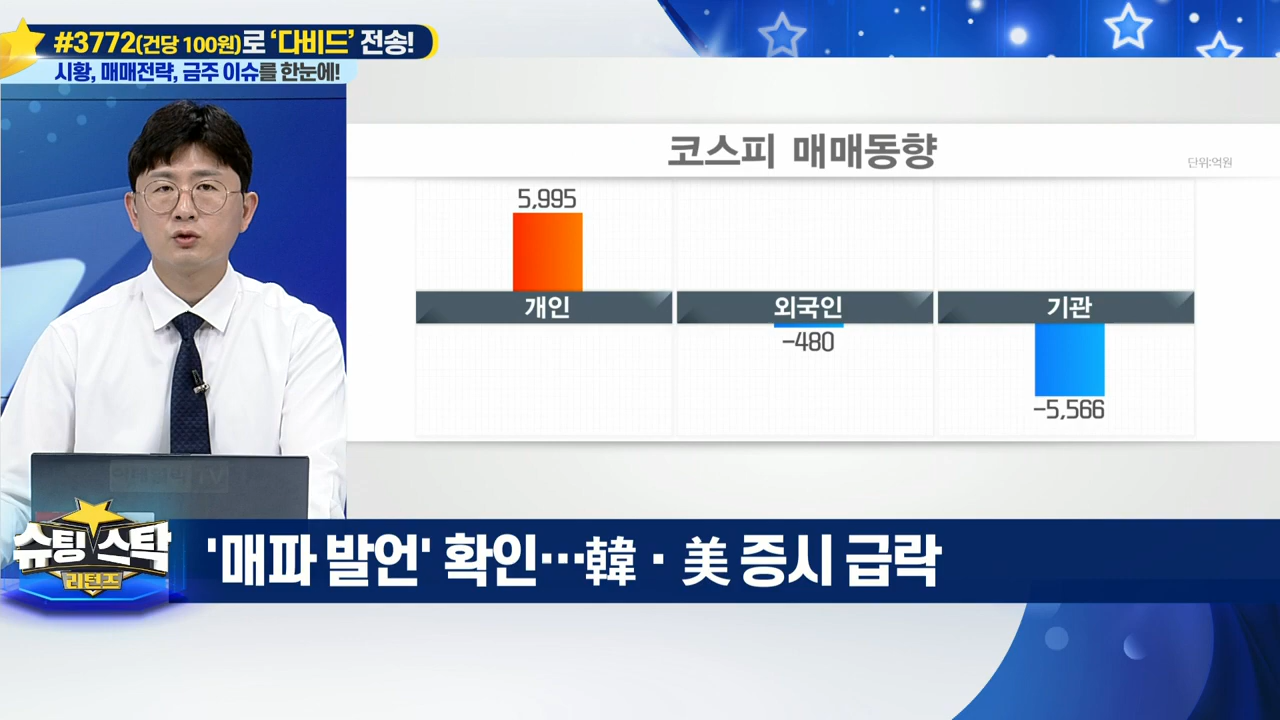 #3772(건당 100원)로 '다비드' 전송!
시황, 매매전략, 금주 이슈를 한눈에!
코스피 매매동향
단위:억원
5,995
개인
외국인
기관
-480
-5,566
슈팅 스탁
리턴즈
'매파 발언' 확인…韓·美 증시 급락